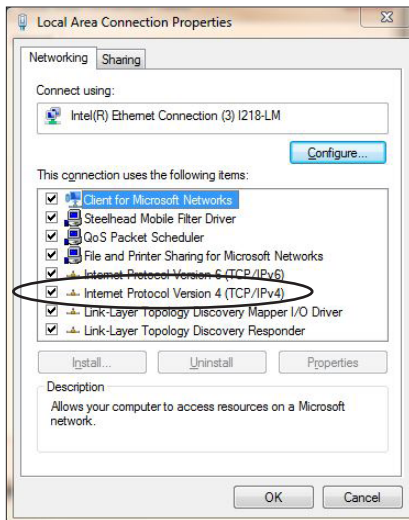 Local Area Connection Properties
Networking
Sharing
Connect using:
Intel(R) Ethernet Connection (3) I218-LM
Configure...
This connection uses the following items:
Client for Microsoft Networks
Steelhead Mobile Filter Driver
QoS Packet Scheduler
File and Printer Sharing for Microsoft Networks
Internet Protocol Version 6 (TCP/IPv6)
Internet Protocol Version 4 (TCP/IPv4)
Link-Layer Topology Discovery Mapper I/O Driver
Link-Layer Topology Discovery Responder
Install...
Uninstall
Properties
Description
Allows your computer to access resources on a Microsoft
network.
OK
Cancel